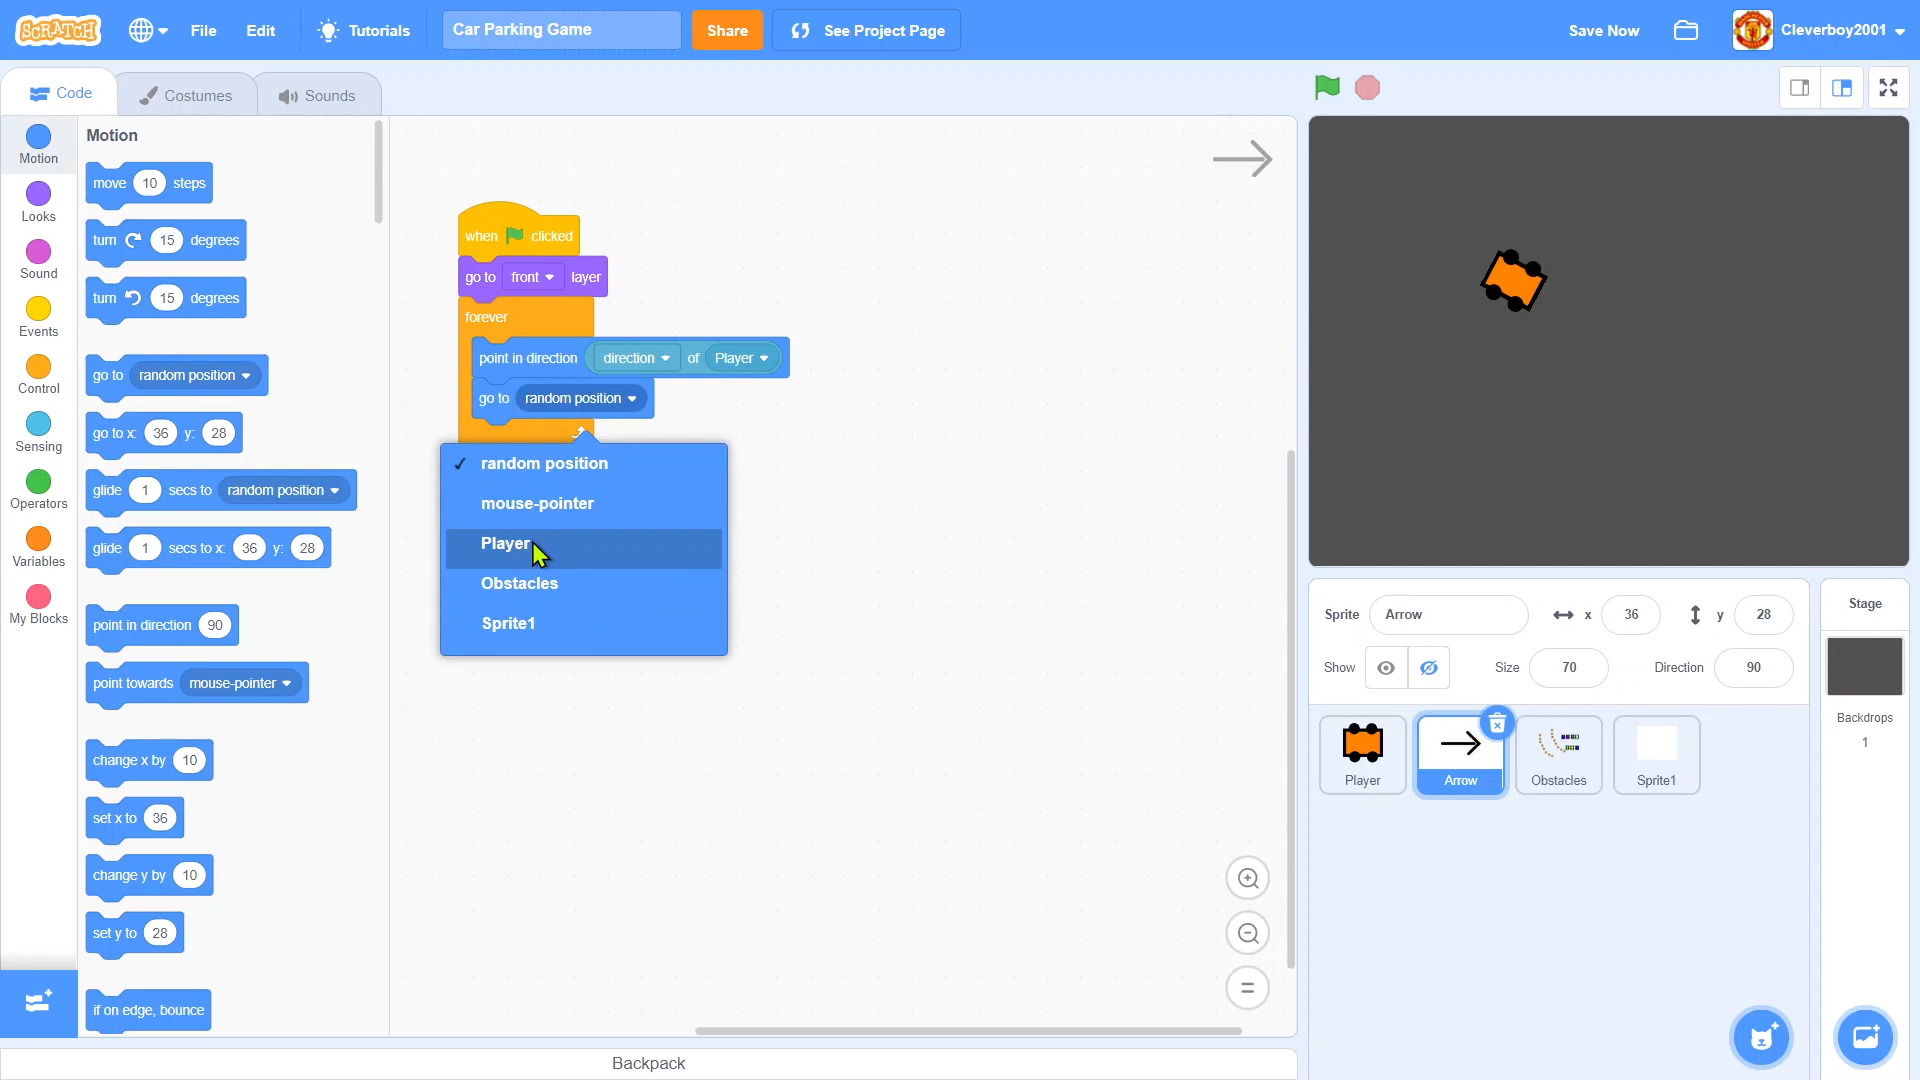 SCRATCH
File
Edit
Tutorials
Car Parking Game
Share
See Project Page
Save Now
Cleverboy2001
Code
Costumes
Sounds
Motion
Looks
Sound
Events
Control
Sensing
Operators
Variables
My Blocks
Motion
move 10 steps
turn 15 degrees
turn 15 degrees
go to random position
go to x: 36 y: 28
glide 1 secs to random position
glide 1 secs to x: 36 y: 28
point in direction 90
point towards mouse-pointer
change x by 10
set x to 36
change y by 10
set y to 28
if on edge, bounce
when clicked
go to front layer
forever
point in direction direction of Player
go to random position
✓ random position
mouse-pointer
Player
Obstacles
Sprite1
Backpack
Sprite Arrow x 36 y 28
Show Size 70 Direction 90
Player
Arrow
Obstacles
Sprite1
Stage
Backdrops
1